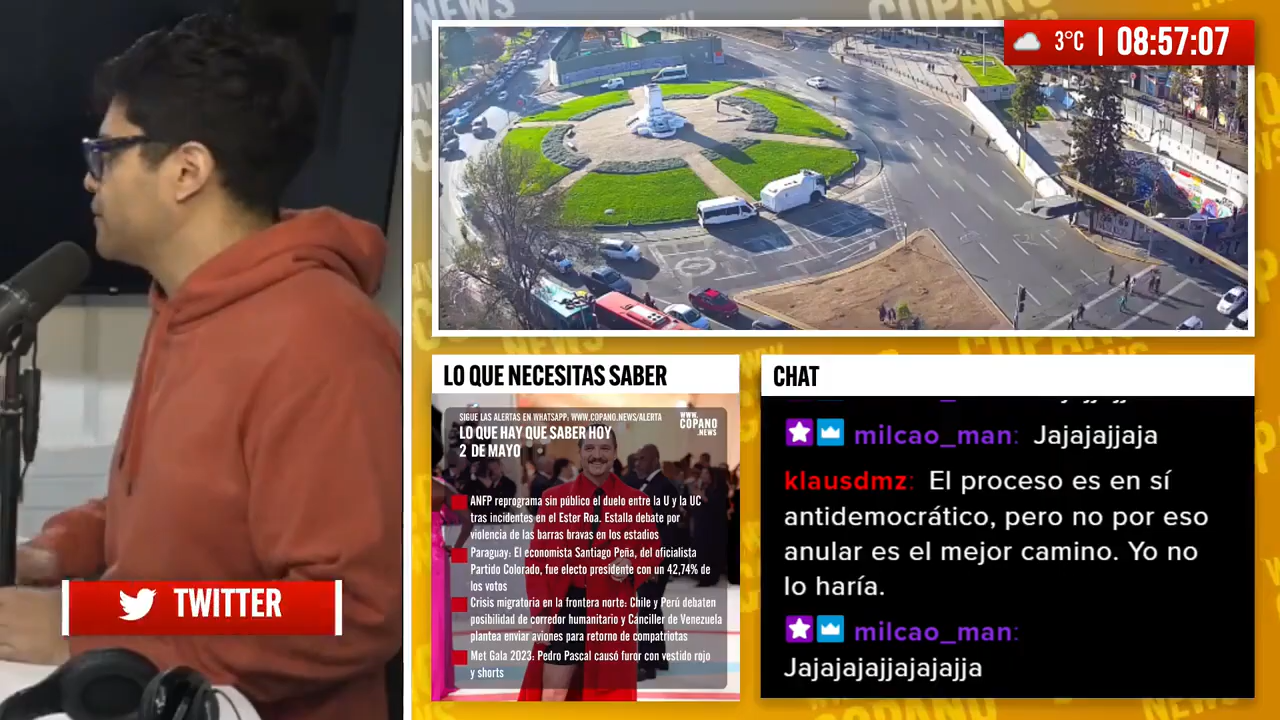 3°C | 08:57:07
LO QUE NECESITAS SABER
SIGUE LAS ALERTAS EN WHATSAPP: WWW.COPANO.NEWS/ALERTA
LO QUE HAY QUE SABER HOY
2 DE MAYO
WWW.
COPANO
.NEWS
ANFP reprograma sin público el duelo entre la U y la UC
tras incidentes en el Ester Roa. Estalla debate por
violencia de las barras bravas en los estadios
Paraguay: El economista Santiago Peña, del oficialista
Partido Colorado, fue electo presidente con un 42,74% de
los votos
Crisis migratoria en la frontera norte: Chile y Perú debaten
posibilidad de corredor humanitario y Canciller de Venezuela
plantea enviar aviones para retorno de compatriotas
Met Gala 2023: Pedro Pascal causó furor con vestido rojo
y shorts
CHAT
milcao_man: Jajajajjaja
klausdmz: El proceso es en sí
antidemocrático, pero no por eso
anular es el mejor camino. Yo no
lo haría.
milcao_man:
Jajajajajjajajajja
TWITTER
COPANO
NEWS